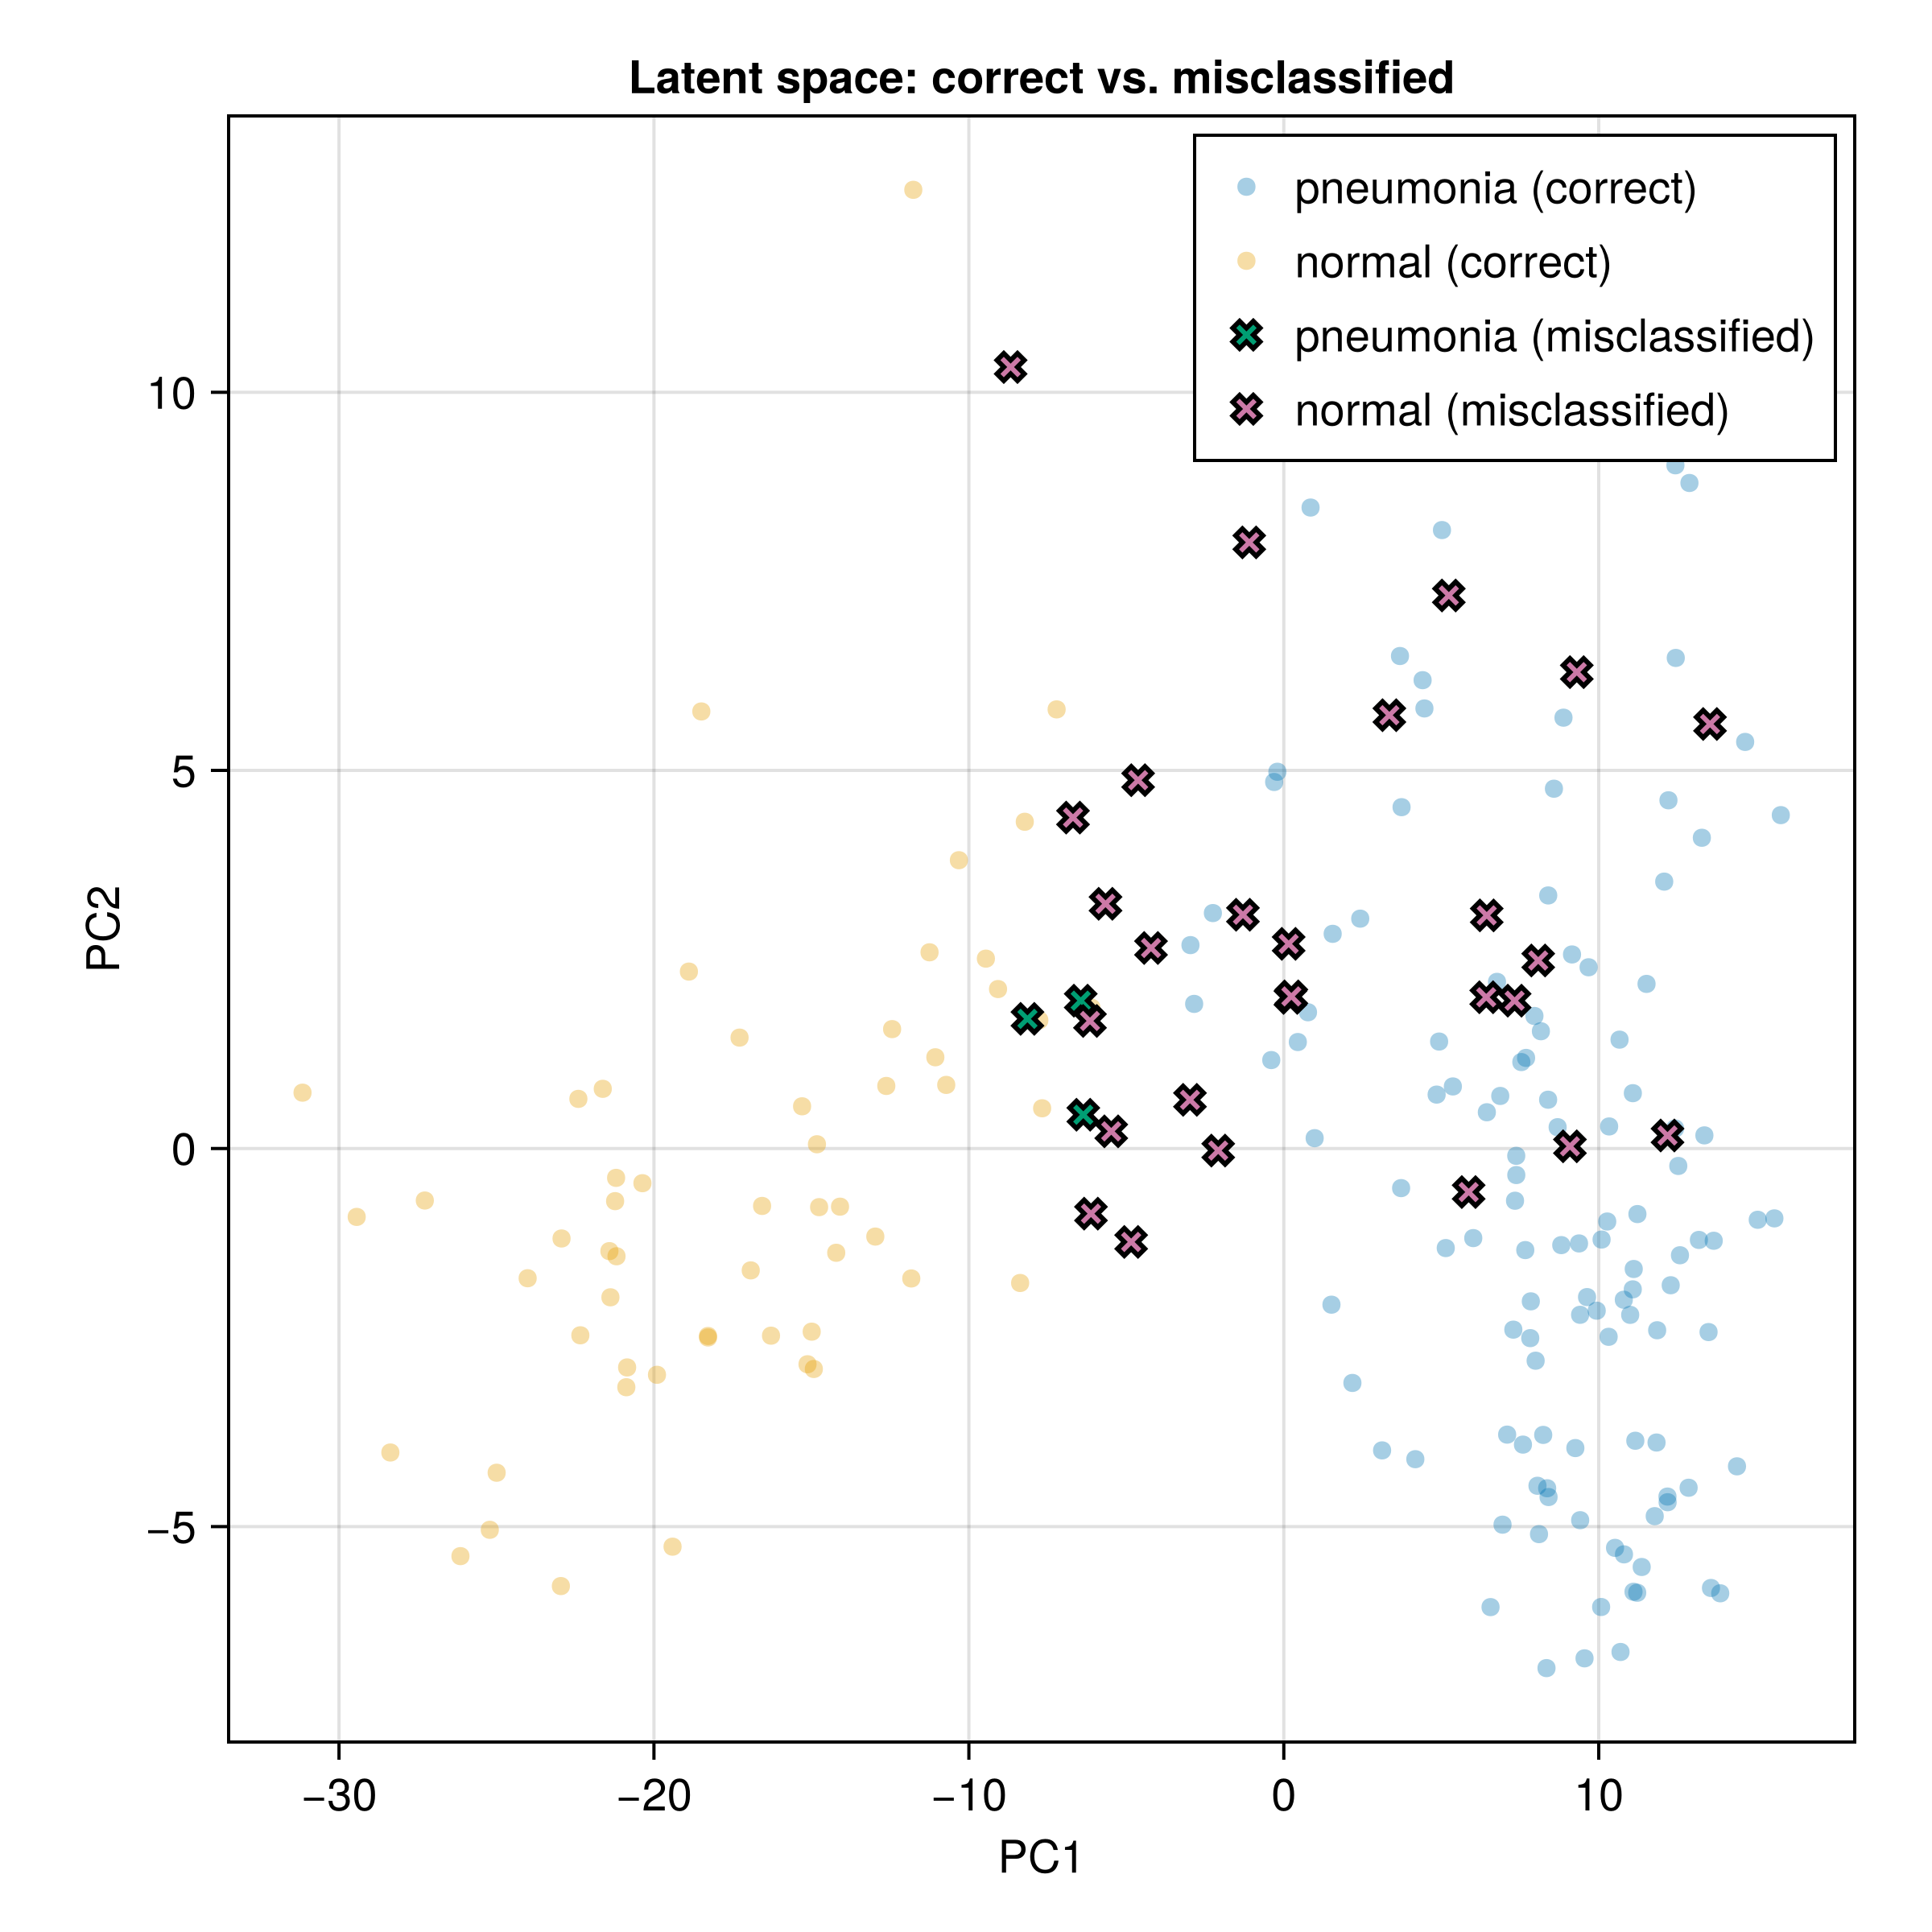 Latent space: correct vs. misclassified
pneumonia (correct)
normal (correct)
pneumonia (misclassified)
normal (misclassified)
10
5
0
−5
PC2
−30 −20 −10 0 10
PC1